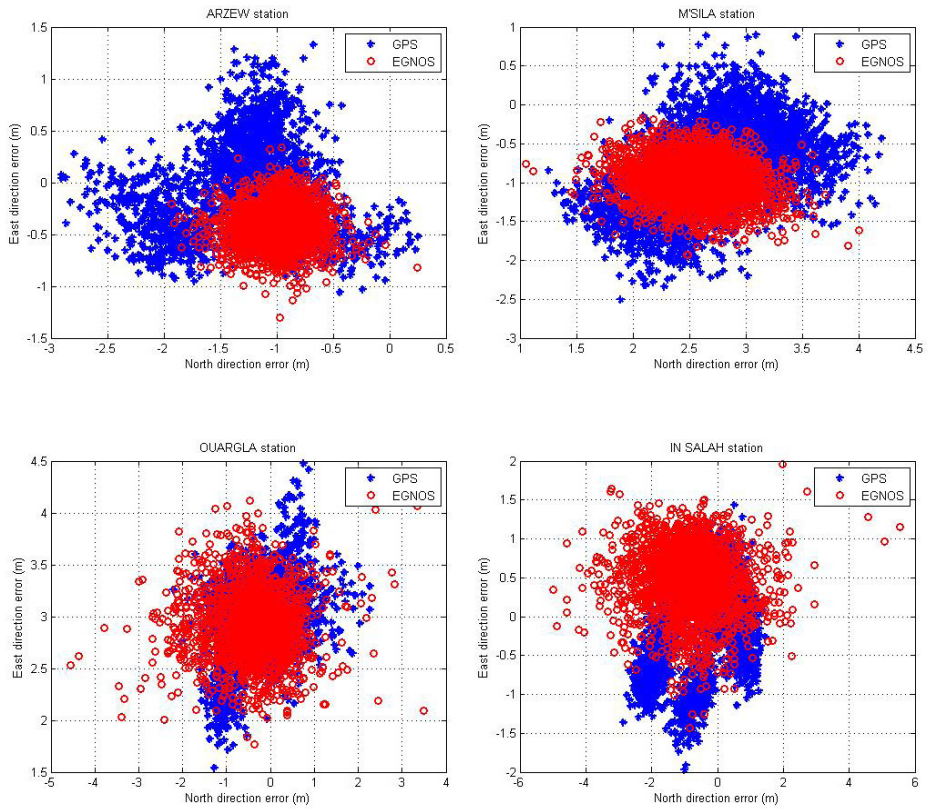 ARZEW station
1.5
1
0.5
0
-0.5
-1
-1.5
East direction error (m)
GPS
EGNOS
-3 -2.5 -2 -1.5 -1 -0.5 0 0.5
North direction error (m)
M'SILA station
1
0.5
0
-0.5
-1
-1.5
-2
-2.5
-3
East direction error (m)
GPS
EGNOS
1 1.5 2 2.5 3 3.5 4 4.5
North direction error (m)
OUARGLA station
4.5
4
3.5
3
2.5
2
1.5
East direction error (m)
GPS
EGNOS
-5 -4 -3 -2 -1 0 1 2 3 4
North direction error (m)
IN SALAH station
2
1.5
1
0.5
0
-0.5
-1
-1.5
-2
East direction error (m)
GPS
EGNOS
-6 -4 -2 0 2 4 6
North direction error (m)